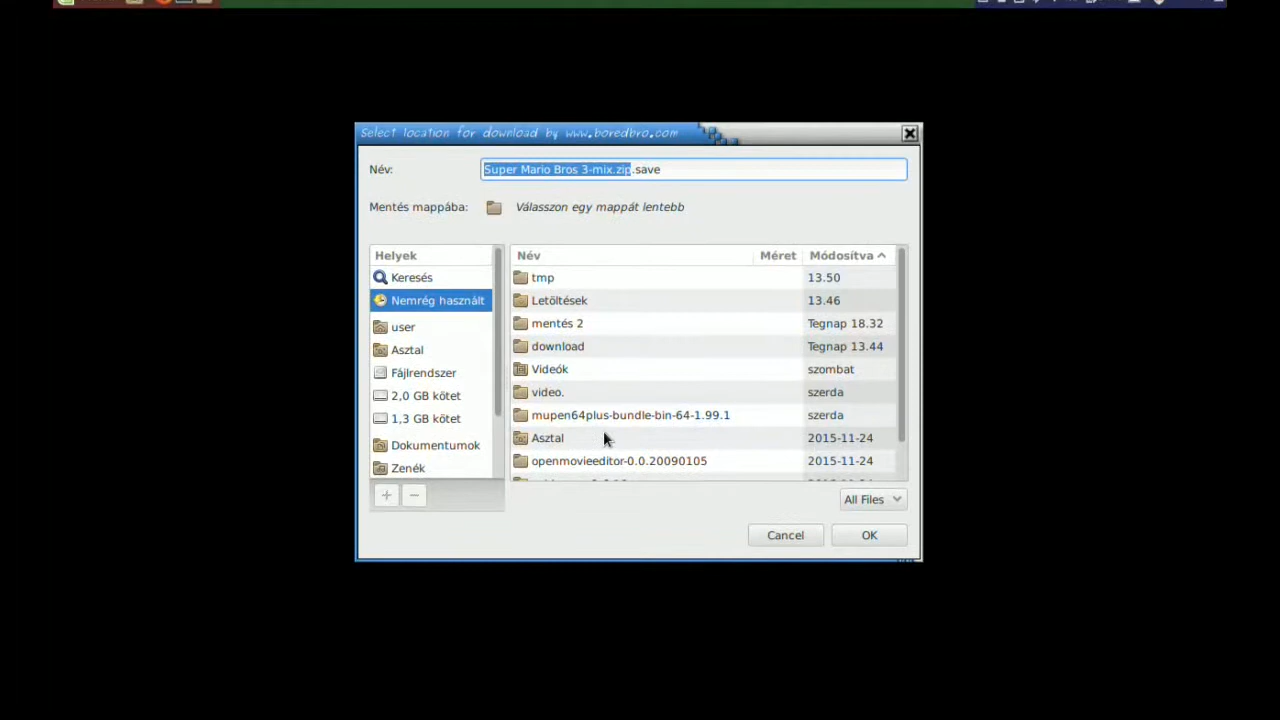 Select location for download by www.boredbro.com
Név: Super Mario Bros 3-mix.zip.save
Mentés mappába: Válasszon egy mappát lentebb
Helyek
Keresés
Nemrég használt
user
Asztal
Fájlrendszer
2,0 GB kötet
1,3 GB kötet
Dokumentumok
Zenék
Név Méret Módosítva
tmp 13.50
Letöltések 13.46
mentés 2 Tegnap 18.32
download Tegnap 13.44
Videók szombat
video. szerda
mupen64plus-bundle-bin-64-1.99.1 szerda
Asztal 2015-11-24
openmovieeditor-0.0.20090105 2015-11-24
All Files
Cancel OK